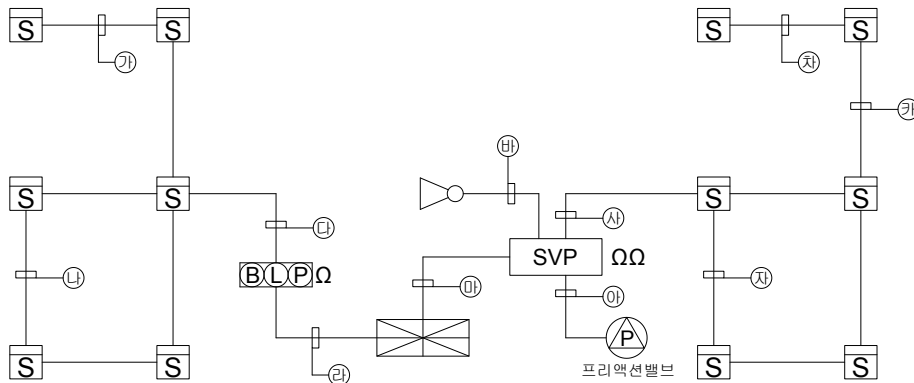 S S S S
가 차
카
바
S S S S
다 사
SVP ΩΩ
B L P Ω
나 마 아 자
P
S S 라 프리액션밸브 S S